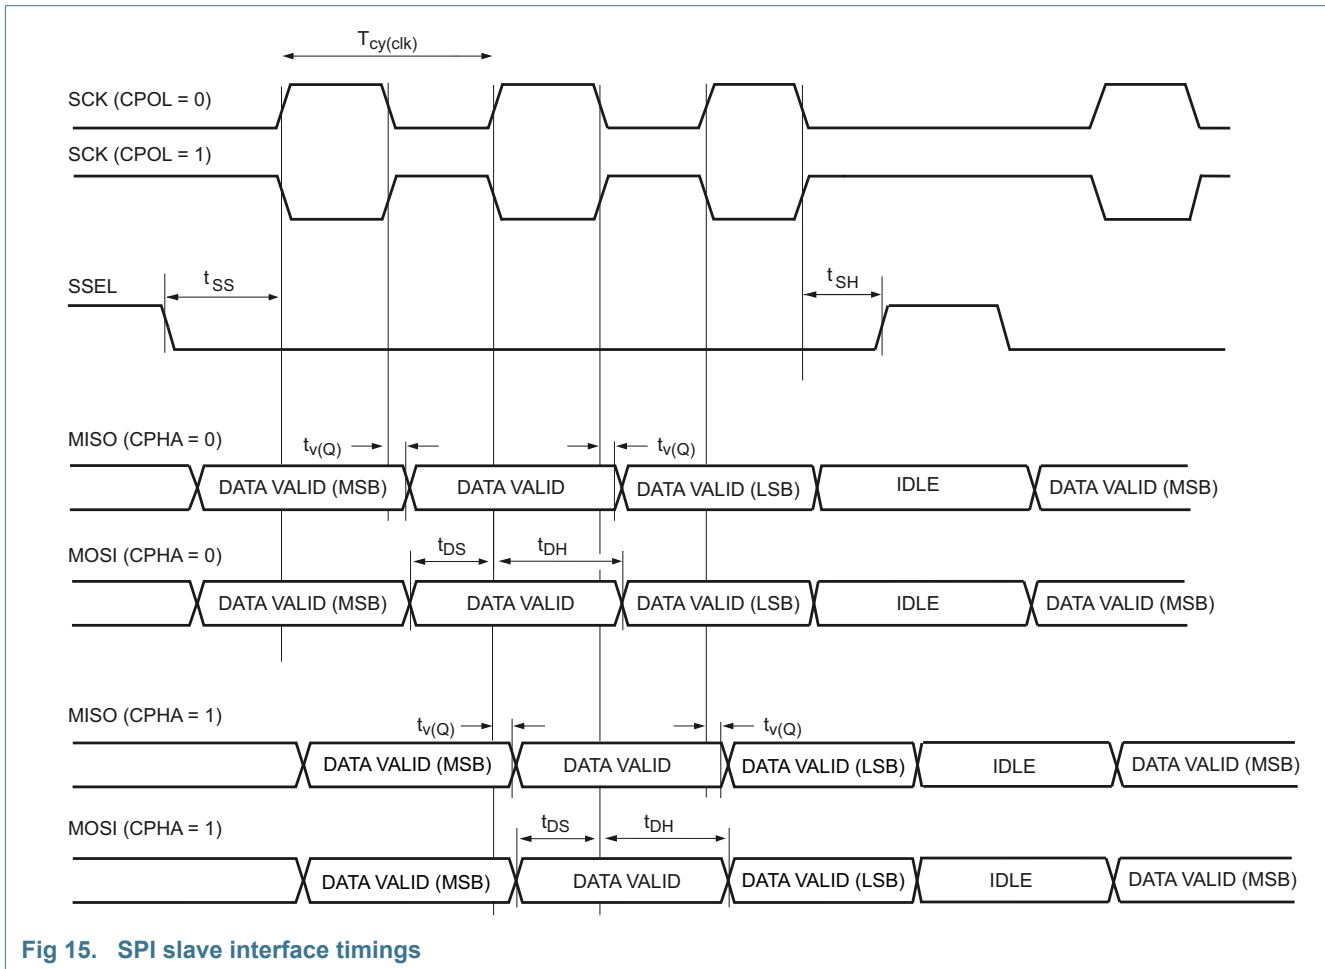 Tcy(clk)
SCK (CPOL = 0)
SCK (CPOL = 1)
SSEL
tSS
tSH
MISO (CPHA = 0)
tv(Q)
tv(Q)
DATA VALID (MSB) DATA VALID DATA VALID (LSB) IDLE DATA VALID (MSB)
MOSI (CPHA = 0)
tDS
tDH
DATA VALID (MSB) DATA VALID DATA VALID (LSB) IDLE DATA VALID (MSB)
MISO (CPHA = 1)
tv(Q)
tv(Q)
DATA VALID (MSB) DATA VALID DATA VALID (LSB) IDLE DATA VALID (MSB)
MOSI (CPHA = 1)
tDS
tDH
DATA VALID (MSB) DATA VALID DATA VALID (LSB) IDLE DATA VALID (MSB)
Fig 15. SPI slave interface timings